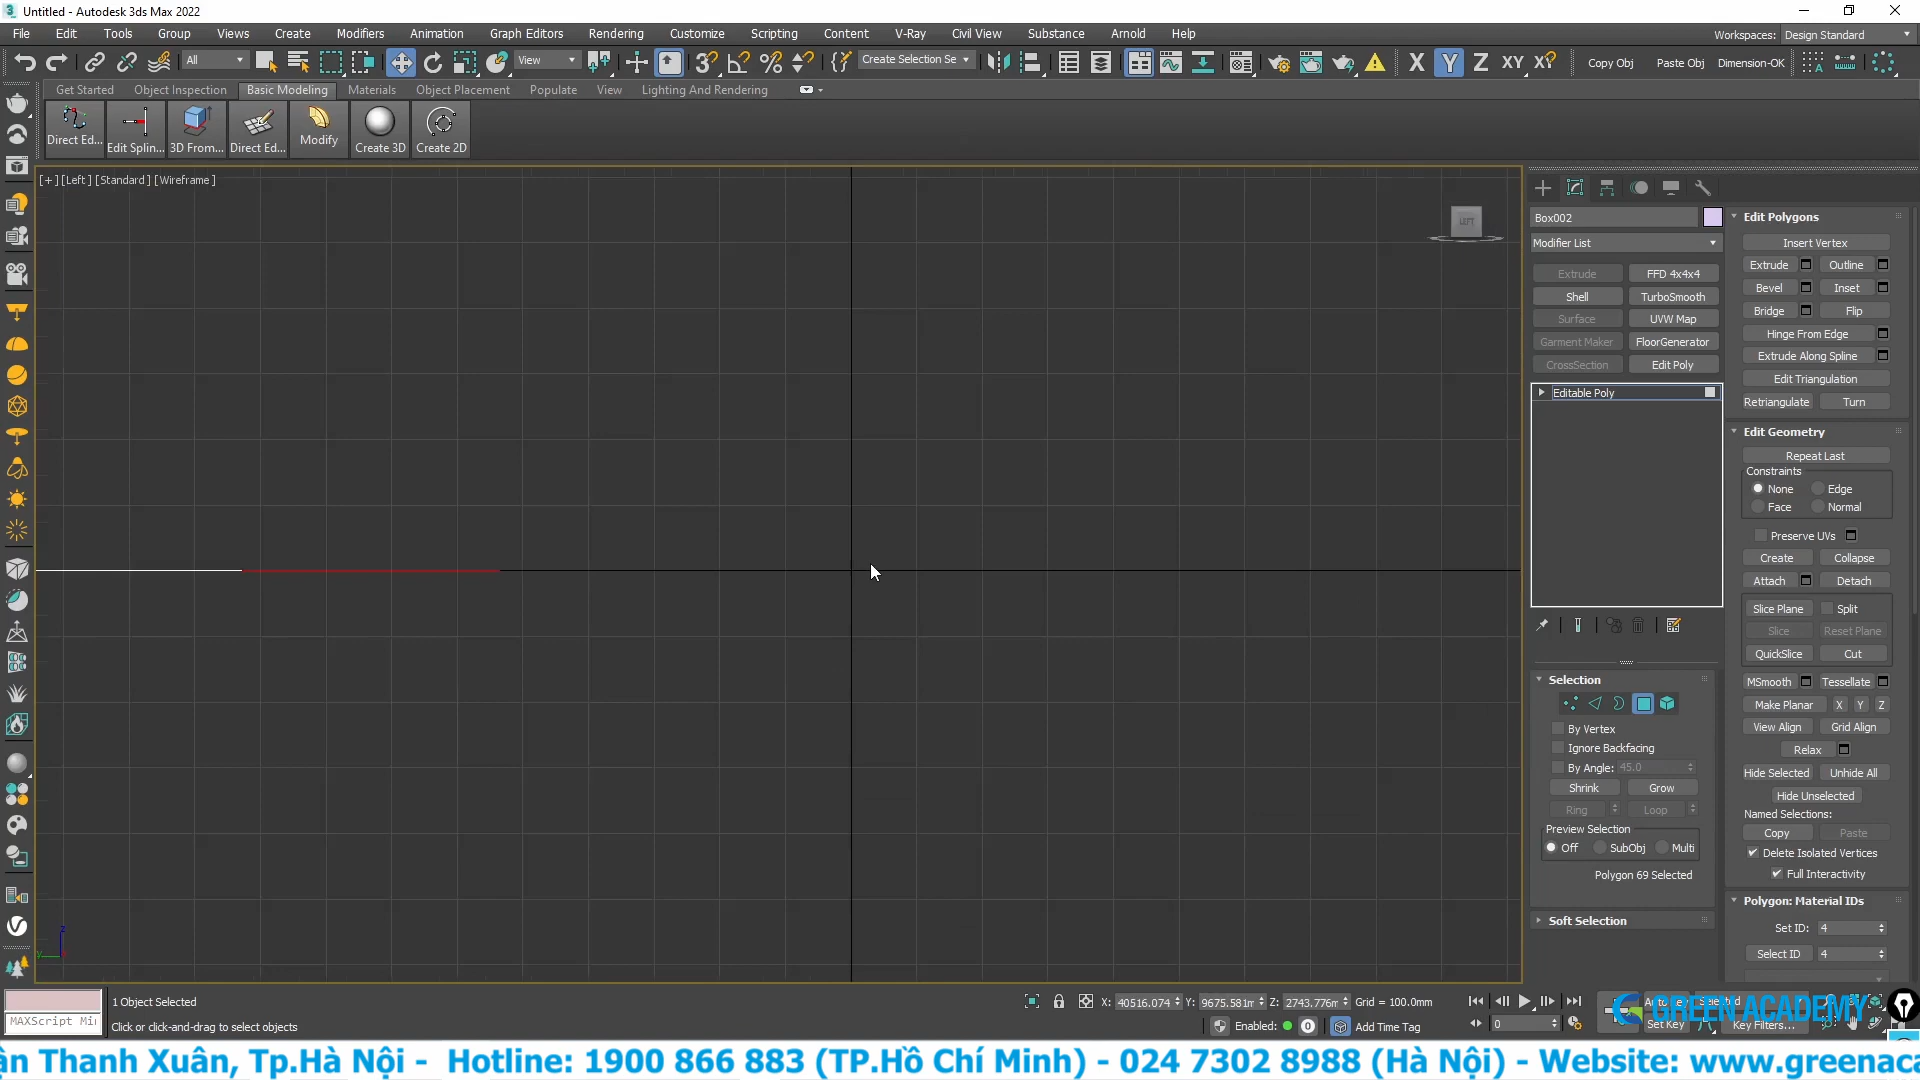 Untitled - Autodesk 3ds Max 2022
File Edit Tools Group Views Create Modifiers Animation Graph Editors Rendering Customize Scripting Content V-Ray Civil View Substance Arnold Help
Workspaces: Design Standard
All View Create Selection Se X Y Z XY Copy Obj Paste Obj Dimension-OK
Get Started Object Inspection Basic Modeling Materials Object Placement Populate View Lighting And Rendering
Direct Ed... Edit Splin... 3D From... Direct Ed... Modify Create 3D Create 2D
[+] [Left] [Standard] [Wireframe]
LEFT
Box002
Modifier List
Extrude FFD 4x4x4
Shell TurboSmooth
Surface UVW Map
Garment Maker FloorGenerator
CrossSection Edit Poly
Editable Poly
Selection
By Vertex
Ignore Backfacing
By Angle: 45.0
Shrink Grow
Ring Loop
Preview Selection
Off SubObj Multi
Polygon 69 Selected
Soft Selection
Edit Polygons
Insert Vertex
Extrude Outline
Bevel Inset
Bridge Flip
Hinge From Edge
Extrude Along Spline
Edit Triangulation
Retriangulate Turn
Edit Geometry
Repeat Last
Constraints
None Edge
Face Normal
Preserve UVs
Create Collapse
Attach Detach
Slice Plane Split
Slice Reset Plane
QuickSlice Cut
MSmooth Tessellate
Make Planar X Y Z
View Align Grid Align
Relax
Hide Selected Unhide All
Hide Unselected
Named Selections:
Copy Paste
Delete Isolated Vertices
Full Interactivity
Polygon: Material IDs
Set ID: 4
Select ID 4
z
y
1 Object Selected
X: 40516.074 Y: 9675.581m Z: 2743.776m Grid = 100.0mm
MAXScript Mi
Click or click-and-drag to select objects
Enabled: 0 Add Time Tag
0
Selected
Set Key Key Filters...
GREEN ACADEMY
ận Thanh Xuân, Tp.Hà Nội - Hotline: 1900 866 883 (TP.Hồ Chí Minh) - 024 7302 8988 (Hà Nội) - Website: www.greenaca